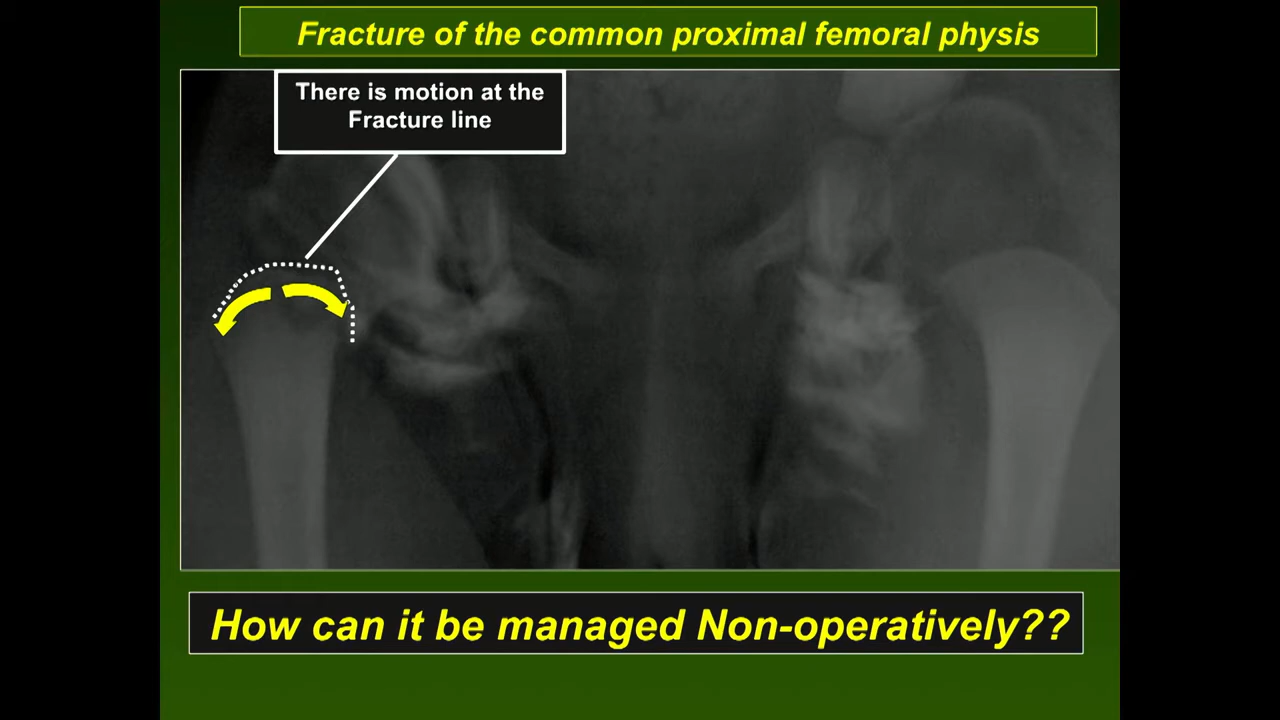 Fracture of the common proximal femoral physis
There is motion at the
Fracture line
How can it be managed Non-operatively??